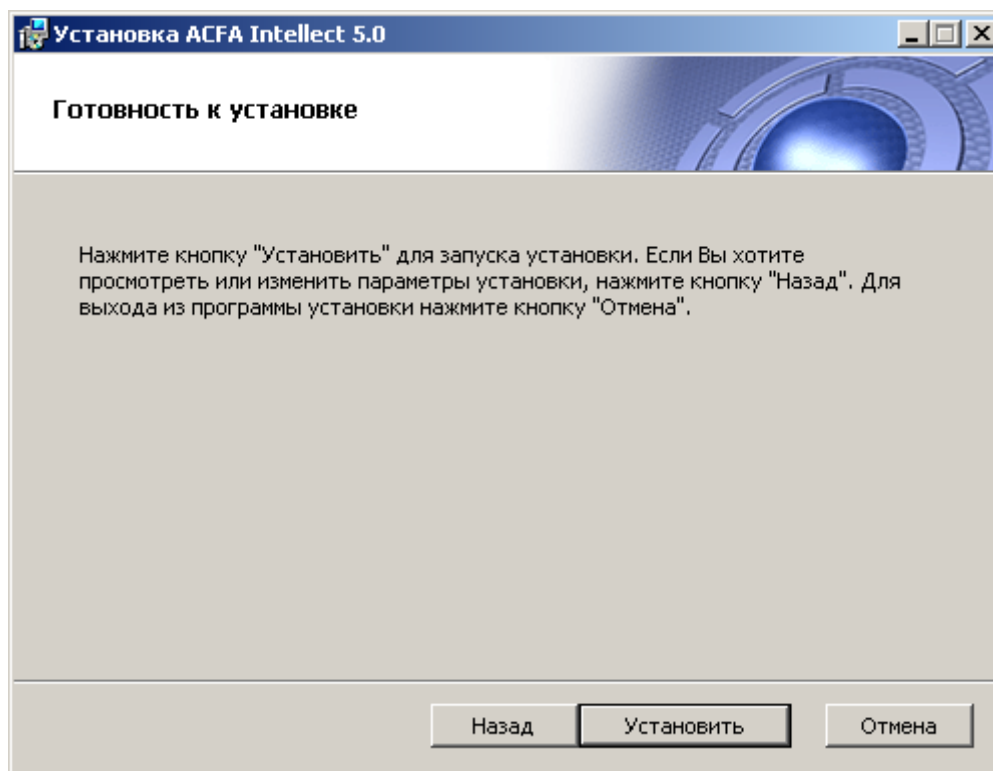 Установка ACFA Intellect 5.0
Готовность к установке
Нажмите кнопку "Установить" для запуска установки. Если Вы хотите
просмотреть или изменить параметры установки, нажмите кнопку "Назад". Для
выхода из программы установки нажмите кнопку "Отмена".
Назад
Установить
Отмена